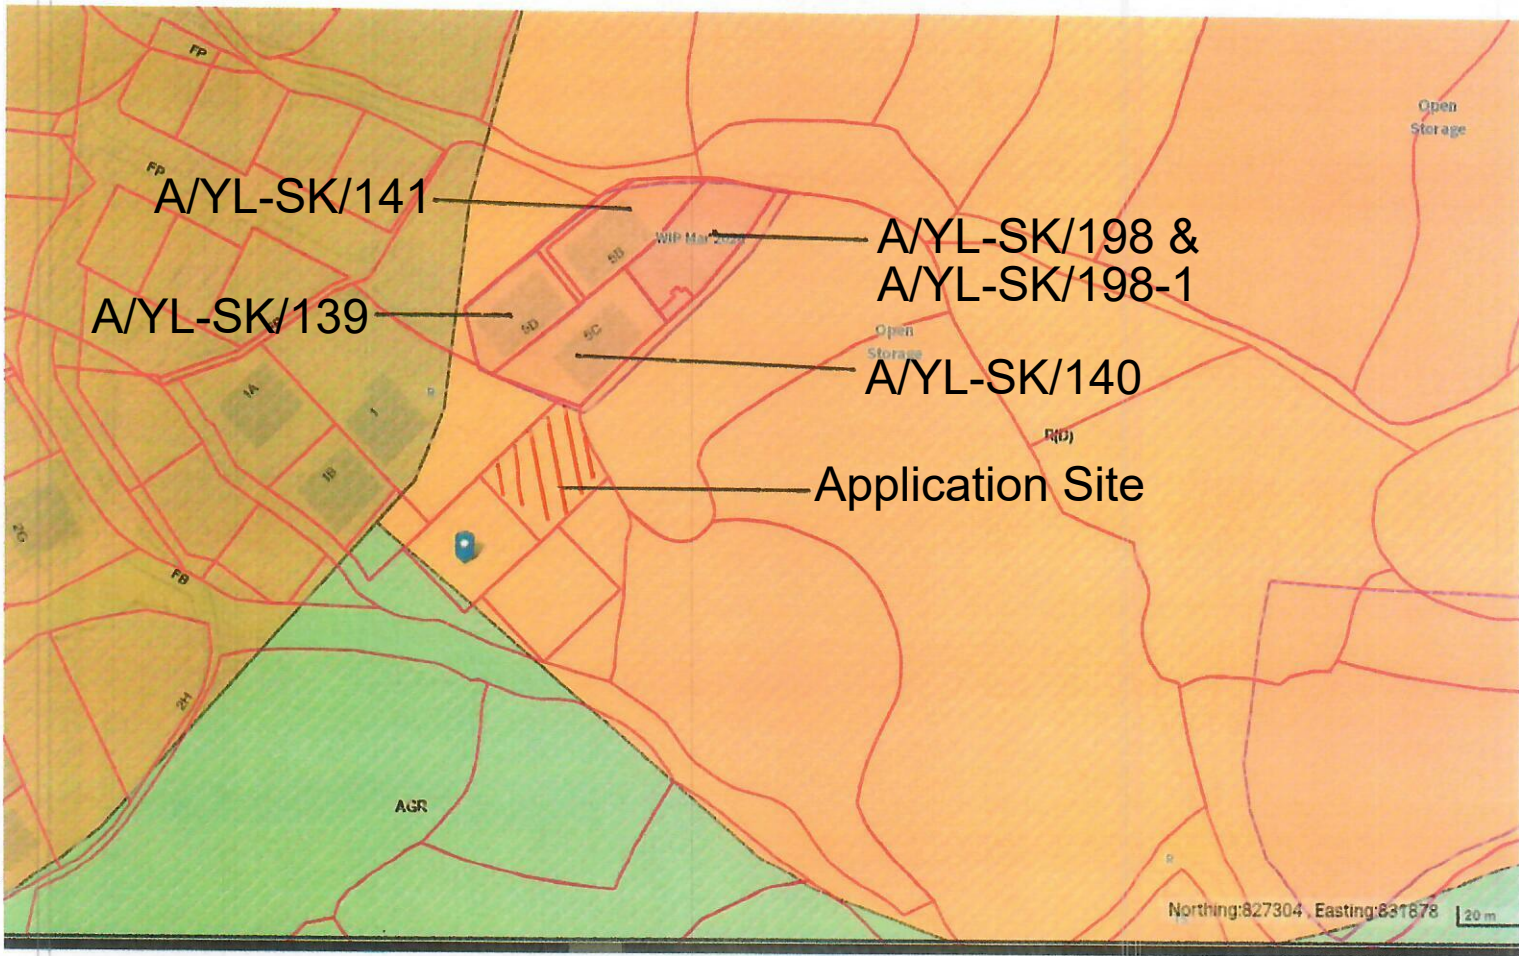 FP
Open
Storage
FP
A/YL-SK/141
A/YL-SK/198 &
A/YL-SK/198-1
5B
A/YL-SK/139
5D
5C
Open
Storage
A/YL-SK/140
1A
1
R
R(D)
1B
Application Site
2G
FB
2H
AGR
R
Northing:827304 , Easting:831878
20 m